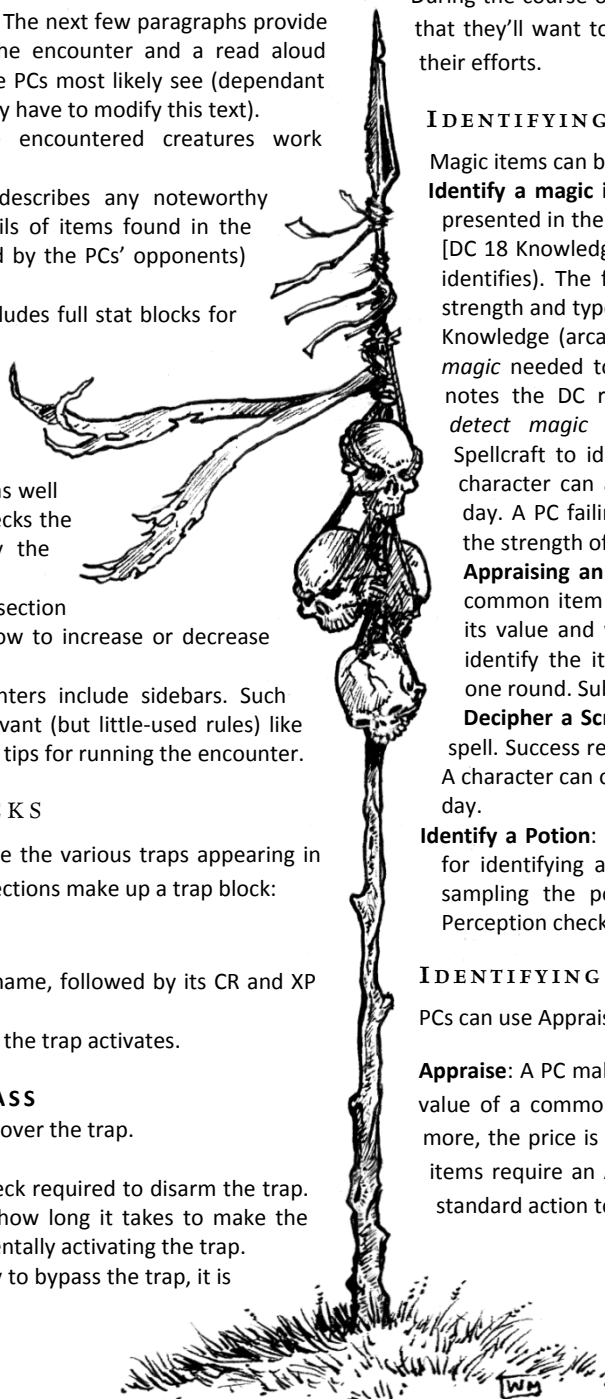 The next few paragraphs provide
ne encounter and a read aloud
e PCs most likely see (dependant
y have to modify this text).
encountered creatures work
describes any noteworthy
ils of items found in the
d by the PCs' opponents)
ludes full stat blocks for
as well
ecks the
y the
section
ow to increase or decrease
nters include sidebars. Such
vant (but little-used rules) like
tips for running the encounter.
CKS
e the various traps appearing in
ections make up a trap block:
name, followed by its CR and XP
the trap activates.
ASS
over the trap.
eck required to disarm the trap.
how long it takes to make the
entally activating the trap.
y to bypass the trap, it is
During the course o
that they'll want to
their efforts.
IDENTIFYING
Magic items can b
Identify a magic i
presented in the
[DC 18 Knowledg
identifies). The f
strength and type
Knowledge (arca
magic needed to
notes the DC r
detect magic
Spellcraft to id
character can a
day. A PC failin
the strength of
Appraising an
common item
its value and
identify the it
one round. Sul
Decipher a Scr
spell. Success re
A character can d
day.
Identify a Potion:
for identifying a
sampling the po
Perception check
IDENTIFYING
PCs can use Apprais
Appraise: A PC mal
value of a commo
more, the price is
items require an A
standard action to
WM